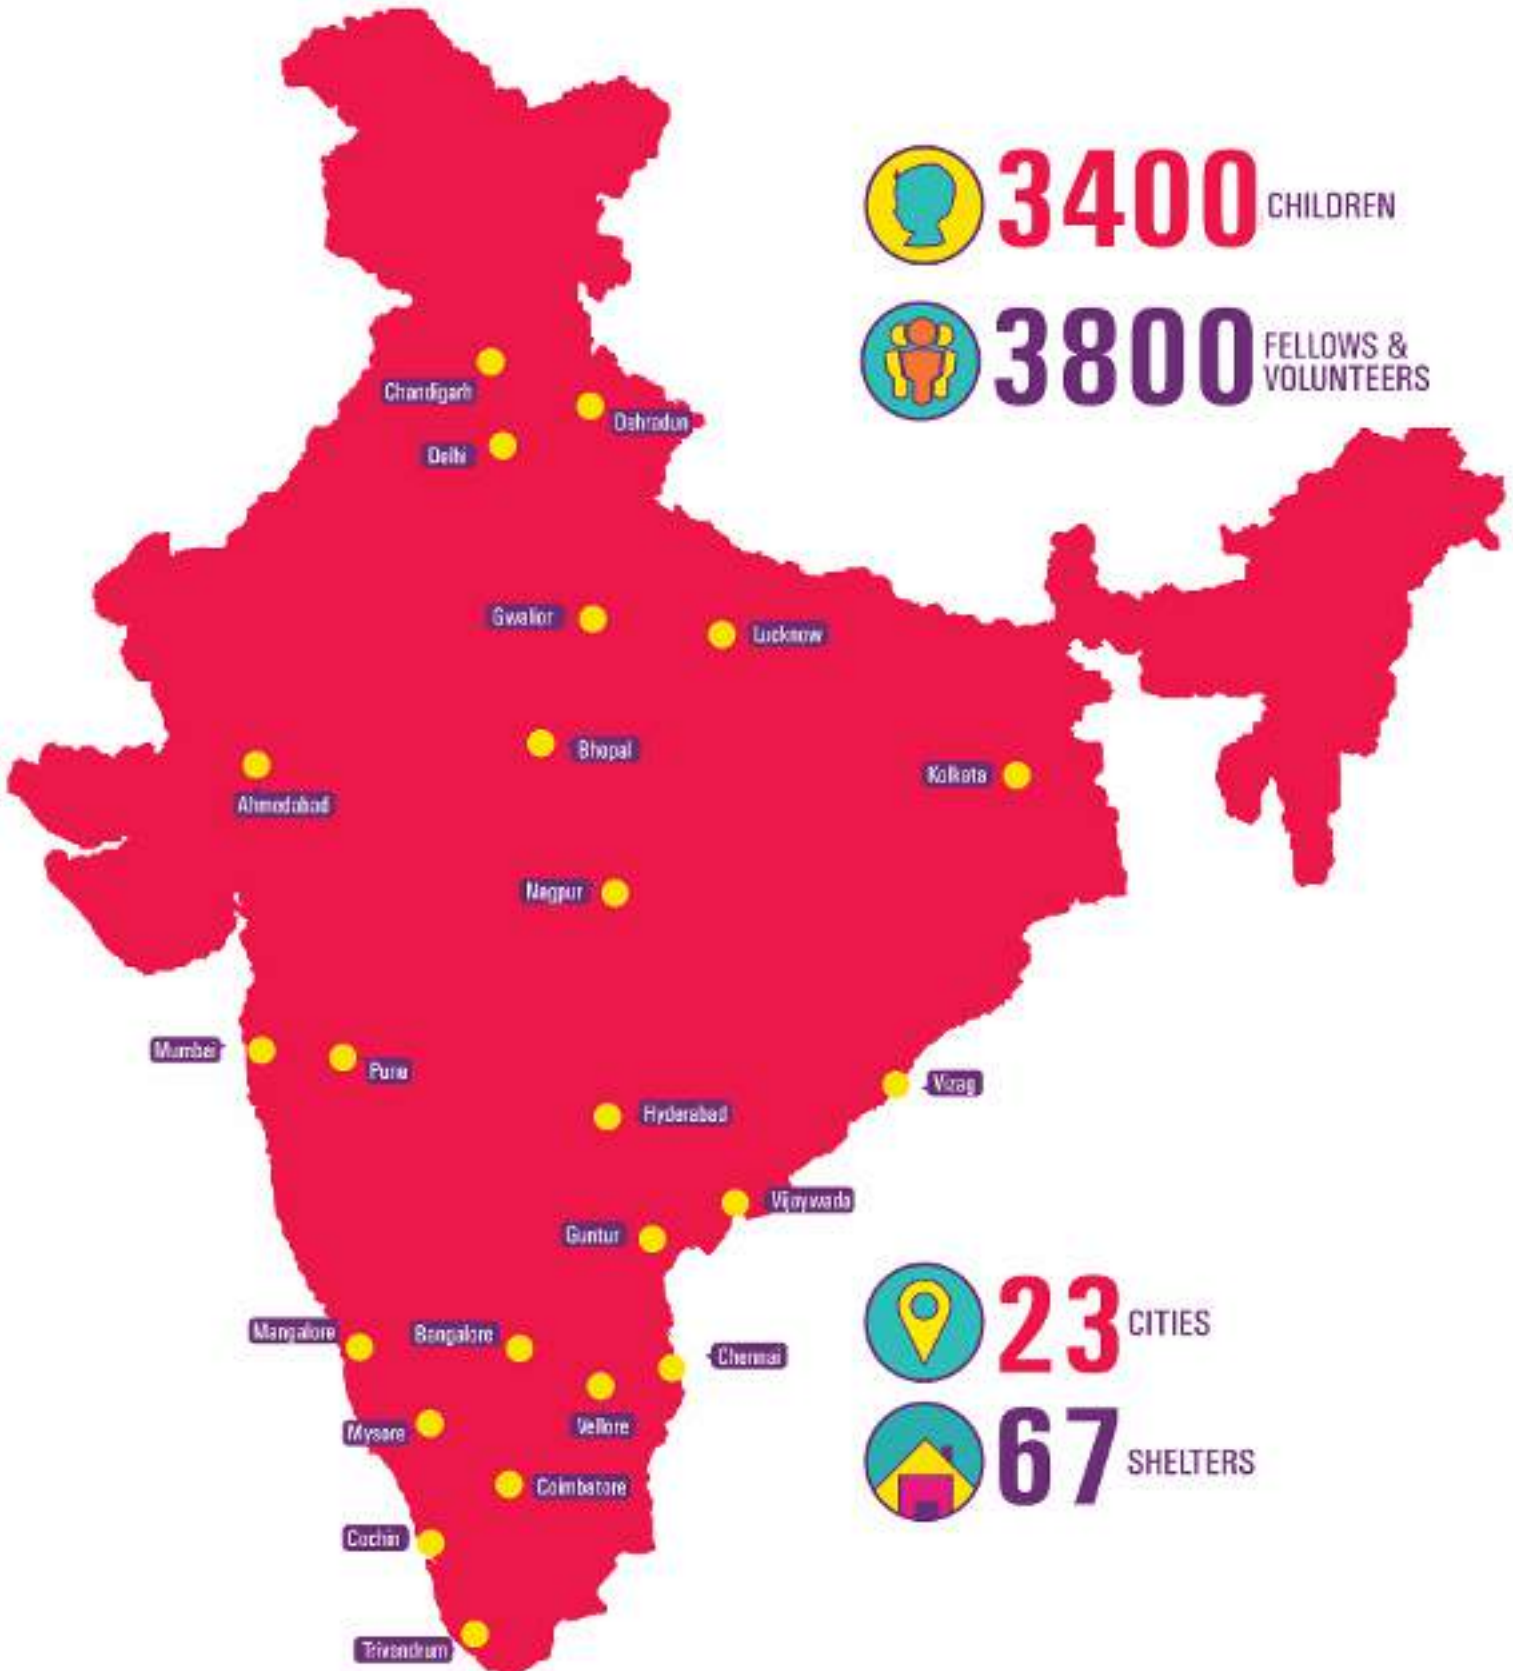 3400 CHILDREN
3800 FELLOWS &
VOLUNTEERS
Chandigarh
Dehradun
Delhi
Gwalior
Lucknow
Bhopal
Kolkata
Ahmedabad
Nagpur
Mumbai
Pune
Vizag
Hyderabad
Vijaywada
Guntur
23 CITIES
Mangalore
Bangalore
Chennai
Vellore
Mysore
67 SHELTERS
Coimbatore
Cochin
Trivandrum